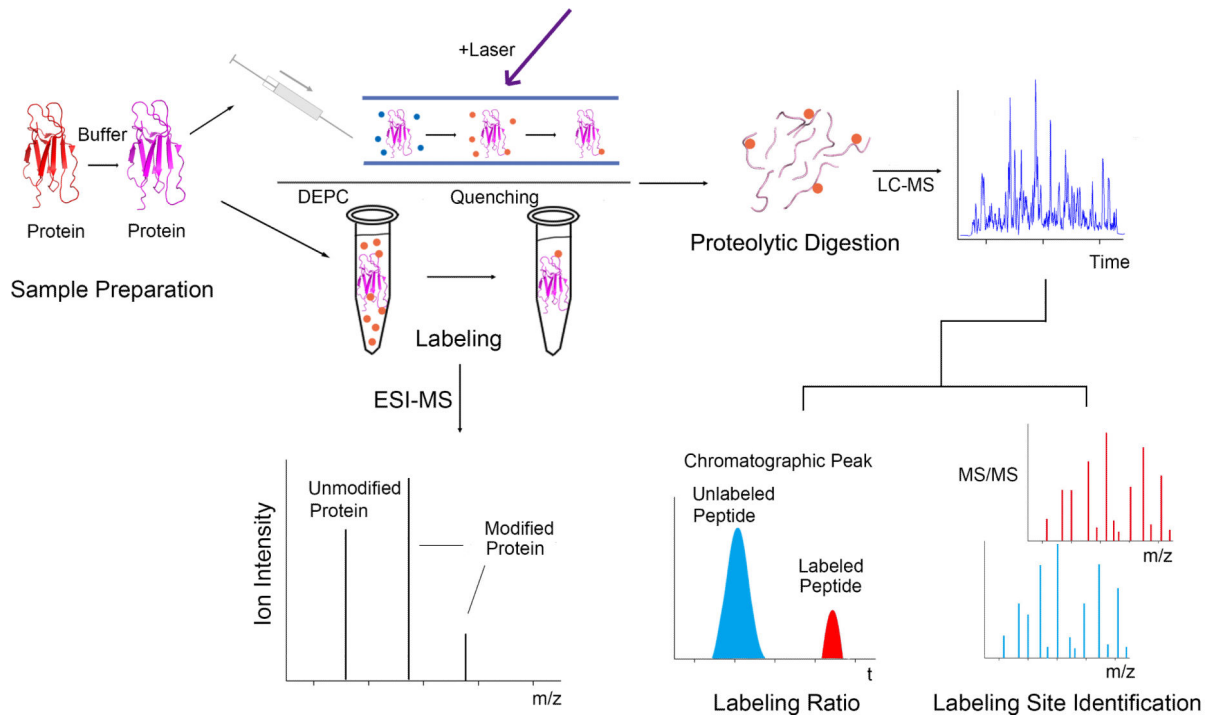 +Laser
Buffer
Protein
Protein
Sample Preparation
DEPC
Quenching
Labeling
ESI-MS
Proteolytic Digestion
LC-MS
Time
Ion Intensity
Unmodified
Protein
Modified
Protein
m/z
Chromatographic Peak
Unlabeled
Peptide
Labeled
Peptide
t
Labeling Ratio
MS/MS
m/z
m/z
Labeling Site Identification